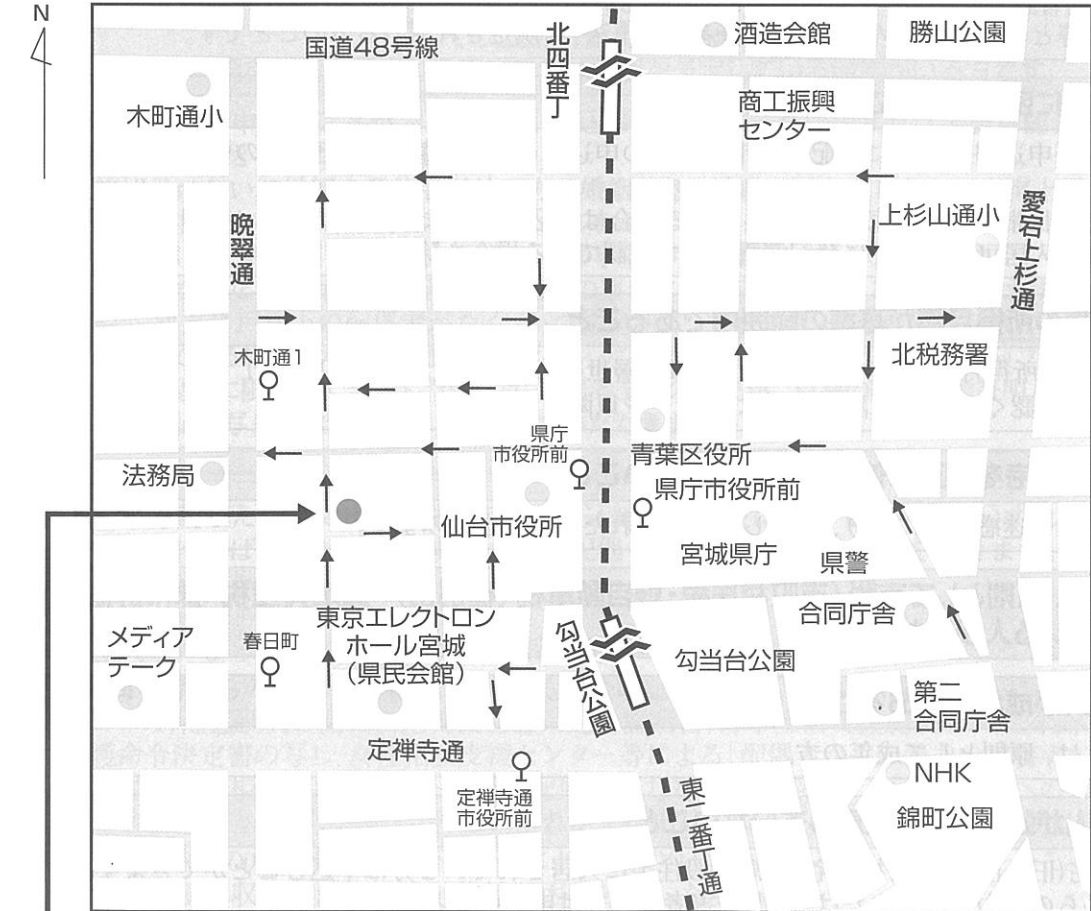 N
国道48号線
北四番丁
酒造会館
勝山公園
木町通小
商工振興
センター
晩翠通
上杉山通小
愛宕上杉通
木町通1
北税務署
県庁
市役所前
青葉区役所
県庁市役所前
法務局
仙台市役所
宮城県庁
県警
メディア
テーク
春日町
東京エレクトロン
ホール宮城
(県民会館)
勾当台公園
合同庁舎
勾当台公園
第二
合同庁舎
定禅寺通
NHK
定禅寺通
市役所前
東二番丁通
錦町公園